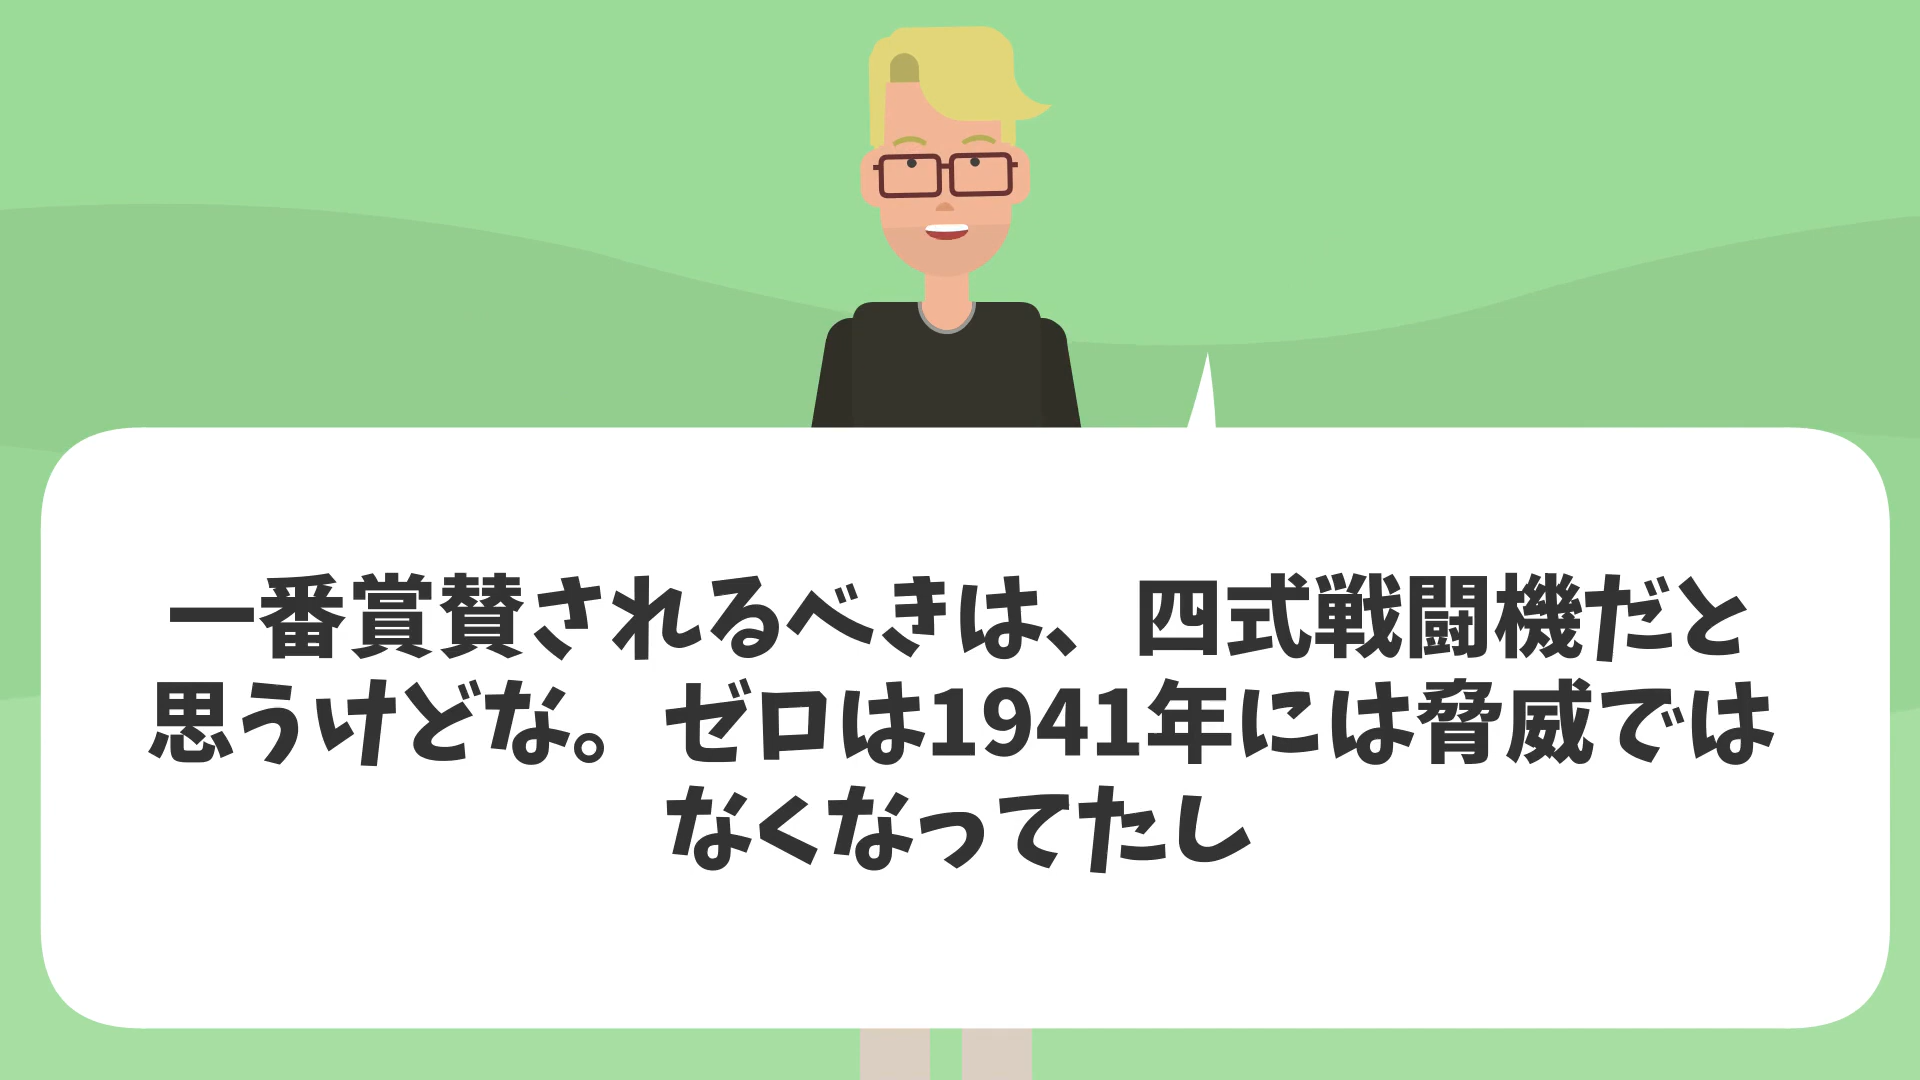 一番賞賛されるべきは、四式戦闘機だと
思うけどな。ゼロは1941年には脅威では
なくなってたし